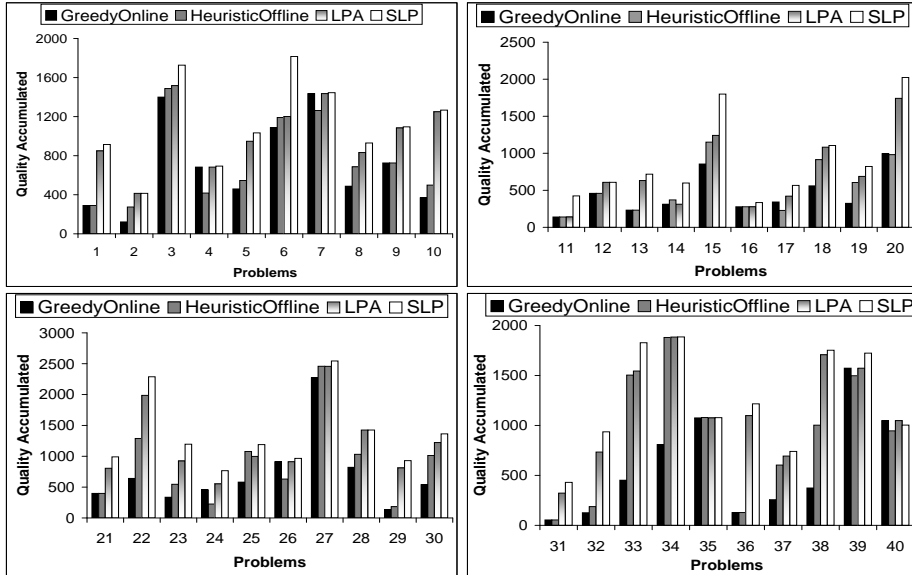 GreedyOnline HeuristicOffline LPA SLP
Quality Accumulated
2000
1600
1200
800
400
0
1 2 3 4 5 6 7 8 9 10
Problems
GreedyOnline HeuristicOffline LPA SLP
Quality Accumulated
2500
2000
1500
1000
500
0
11 12 13 14 15 16 17 18 19 20
Problems
GreedyOnline HeuristicOffline LPA SLP
Quality Accumulated
3000
2500
2000
1500
1000
500
0
21 22 23 24 25 26 27 28 29 30
Problems
GreedyOnline HeuristicOffline LPA SLP
Quality Accumulated
2000
1500
1000
500
0
31 32 33 34 35 36 37 38 39 40
Problems